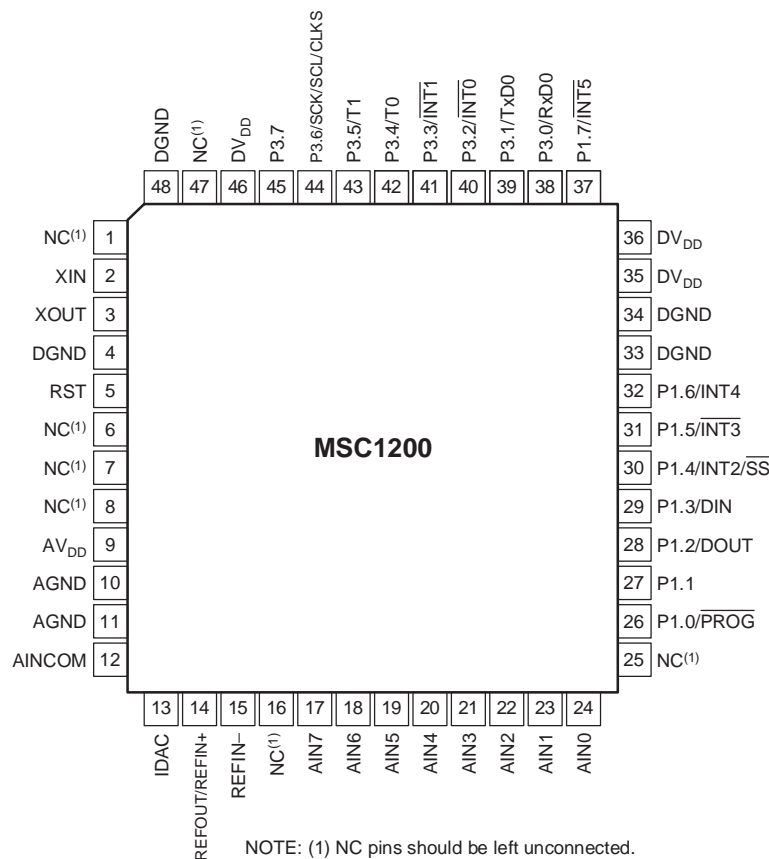 DGND
NC(1)
DVDD
P3.7
P3.6/SCK/SCL/CLKS
P3.5/T1
P3.4/T0
P3.3/INT1
P3.2/INT0
P3.1/TxD0
P3.0/RxD0
P1.7/INT5
48 47 46 45 44 43 42 41 40 39 38 37
NC(1) 1
XIN 2
XOUT 3
DGND 4
RST 5
NC(1) 6
NC(1) 7
NC(1) 8
AVDD 9
AGND 10
AGND 11
AINCOM 12
MSC1200
36 DVDD
35 DVDD
34 DGND
33 DGND
32 P1.6/INT4
31 P1.5/INT3
30 P1.4/INT2/SS
29 P1.3/DIN
28 P1.2/DOUT
27 P1.1
26 P1.0/PROG
25 NC(1)
13 14 15 16 17 18 19 20 21 22 23 24
IDAC
REFOUT/REFIN+
REFIN−
NC(1)
AIN7
AIN6
AIN5
AIN4
AIN3
AIN2
AIN1
AIN0
NOTE: (1) NC pins should be left unconnected.